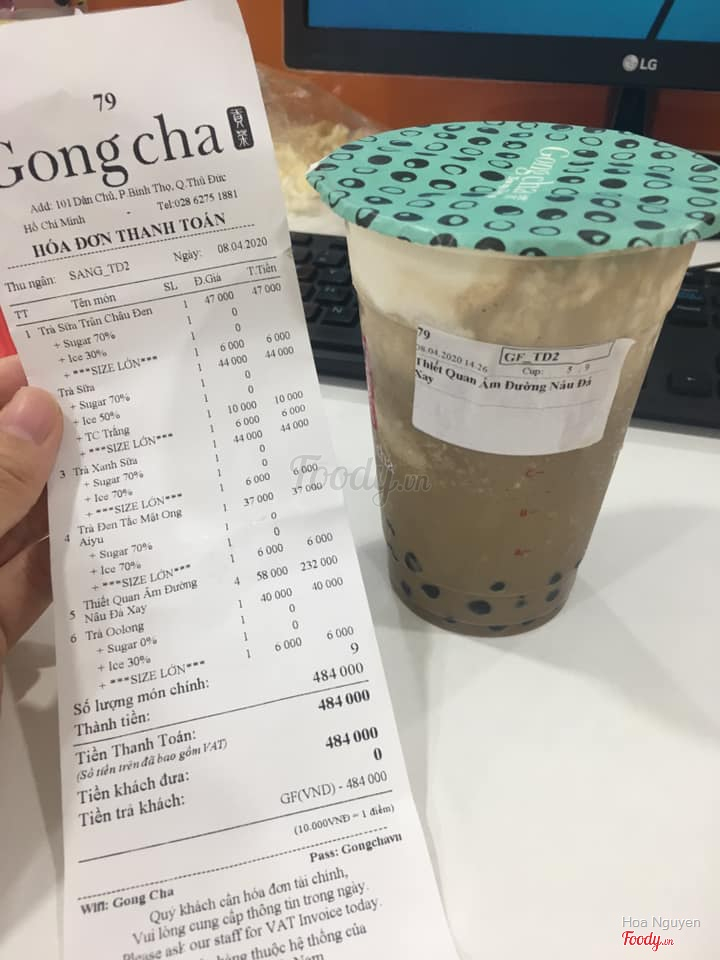 79
Gong cha
貢茶
Add: 101 Dân Chủ, P.Bình Thọ, Q.Thủ Đức
Hồ Chí Minh - Tel:028 6275 1881
HÓA ĐƠN THANH TOÁN
Thu ngân: SANG_TD2 Ngày: 08.04.2020
TT Tên món SL Đ.Giá T.Tiền
1 Trà Sữa Trân Châu Đen 1 47 000 47 000
+ Sugar 70% 1 0
+ Ice 30% 1 0
+ ***SIZE LỚN*** 1 6 000 6 000
Trà Sữa 1 44 000 44 000
+ Sugar 70% 1 0
+ Ice 50% 1 0
+ TC Trắng 1 10 000 10 000
+ ***SIZE LỚN*** 1 6 000 6 000
3 Trà Xanh Sữa 1 44 000 44 000
+ Sugar 70% 1 0
+ Ice 70% 1 0
+ ***SIZE LỚN*** 1 6 000 6 000
4 Trà Đen Tắc Mật Ong 1 37 000 37 000
Aiyu
+ Sugar 70% 1 0
+ Ice 70% 1 0
+ ***SIZE LỚN*** 1 6 000 6 000
5 Thiết Quan Âm Đường 4 58 000 232 000
Nâu Đá Xay
6 Trà Oolong 1 40 000 40 000
+ Sugar 0% 1 0
+ Ice 30% 1 0
+ ***SIZE LỚN*** 1 6 000 6 000
Số lượng món chính: 9
Thành tiền: 484 000
Tiền Thanh Toán: 484 000
(Số tiền trên đã bao gồm VAT)
Tiền khách đưa: 484 000
Tiền trả khách: 0
GF(VND) - 484 000
(10.000VNĐ = 1 điểm)
Wifi: Gong Cha Pass: Gongchavn
Quý khách cần hóa đơn tài chính,
Vui lòng cung cấp thông tin trong ngày.
Please ask our staff for VAT Invoice today.
hàng thuộc hệ thống của
Nam
LG
Gong cha
79
08.04.2020 14:26
GF_TD2
Cup: 5/9
Thiết Quan Âm Đường Nâu Đá
Xay
Foody.vn
Hoa Nguyen
Foody.vn